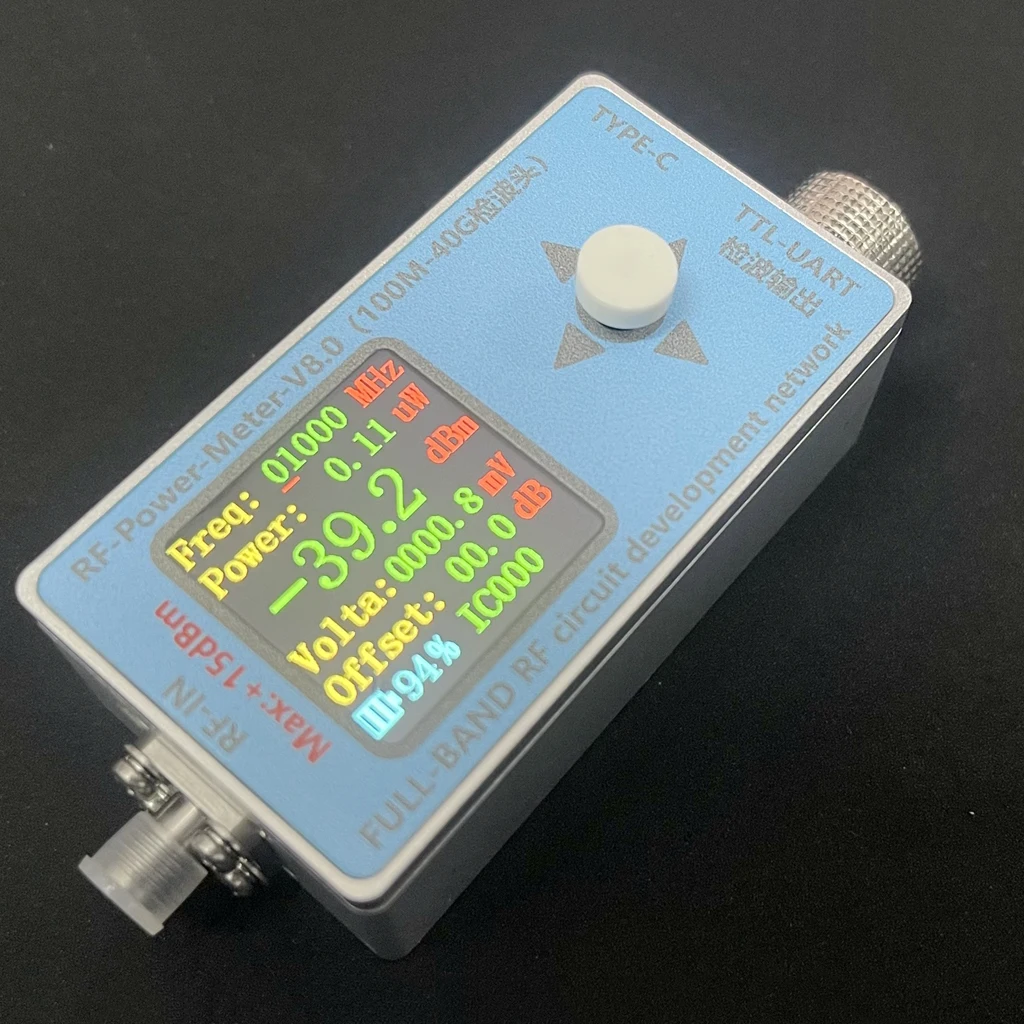 RF-Power-Meter-V8.0 (100M-40G检波头)
TYPE-C
TTL-UART
检波输出
Freq: 01000 MHz
Power: 0.11 uW
-39.2 dBm
Volta:0000.8 mV
Offset: 00.0 dB
94% IC000
Max:+15dBm
RF-IN
FULL-BAND RF circuit development network